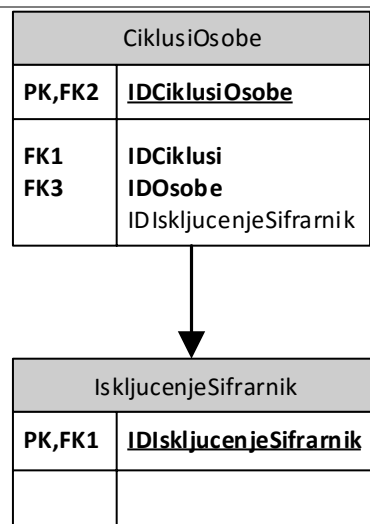 CiklusiOsobe
PK,FK2 IDCiklusiOsobe
FK1 IDCiklusi
FK3 IDOsobe
IDIskljucenjeSifrarnik
IskljucenjeSifrarnik
PK,FK1 IDIskljucenjeSifrarnik